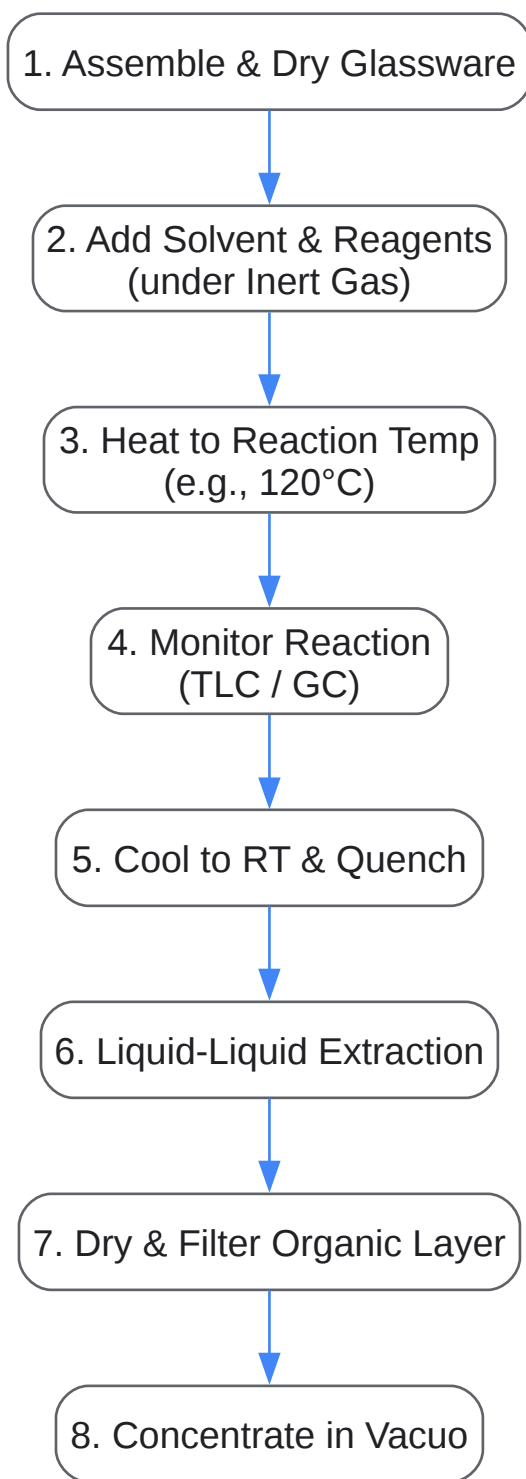 1. Assemble & Dry Glassware
2. Add Solvent & Reagents
(under Inert Gas)
3. Heat to Reaction Temp
(e.g., 120°C)
4. Monitor Reaction
(TLC / GC)
5. Cool to RT & Quench
6. Liquid-Liquid Extraction
7. Dry & Filter Organic Layer
8. Concentrate in Vacuo